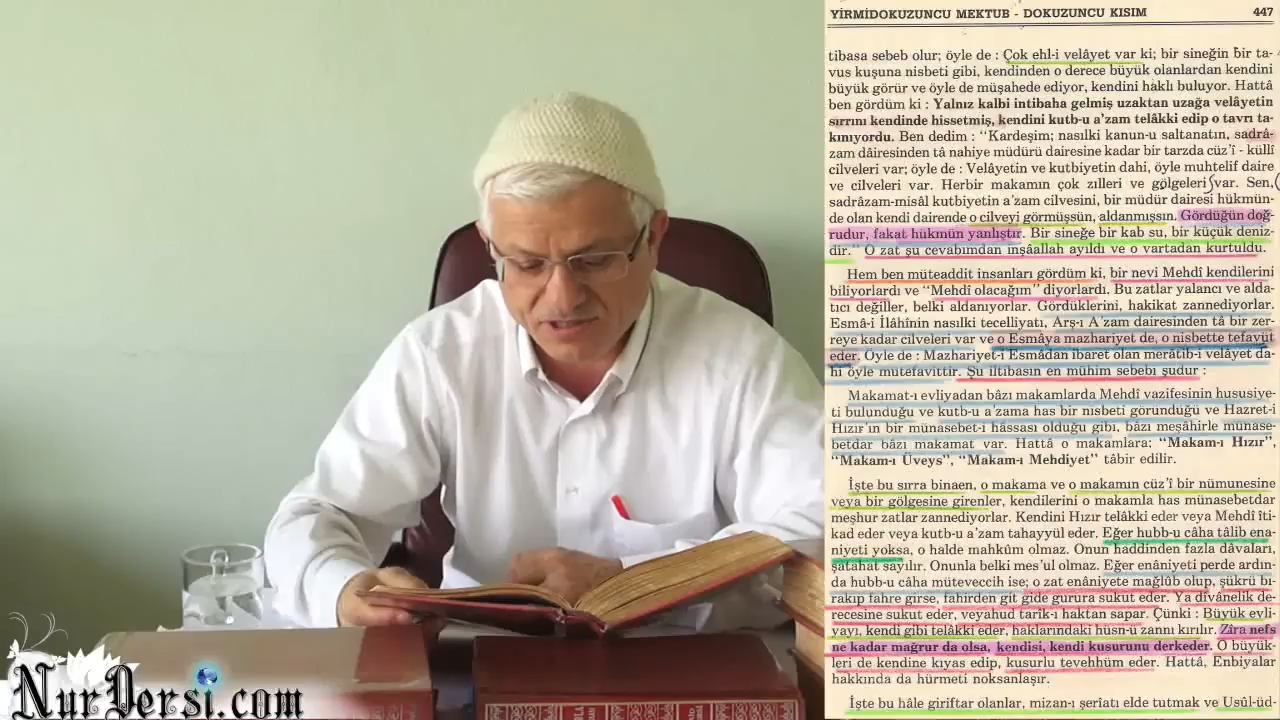 YİRMİDOKUZUNCU MEKTUB - DOKUZUNCU KISIM 447
tibasa sebeb olur; öyle de : Çok ehl-i velâyet var ki; bir sineğin bir ta-
vus kuşuna nisbeti gibi, kendinden o derece büyük olanlardan kendini
büyük görür ve öyle de müşahede ediyor, kendini haklı buluyor. Hattâ
ben gördüm ki : Yalnız kalbi intibaha gelmiş uzaktan uzağa velâyetin
sırrını kendinde hissetmiş, kendini kutb-u a'zam telâkki edip o tavrı ta-
kınıyordu. Ben dedim : "Kardeşim; nasılki kanun-u saltanatın, sadrâ-
zam dâiresinden tâ nahiye müdürü dairesine kadar bir tarzda cüz'î - küllî
cilveleri var; öyle de : Velâyetin ve kutbiyetin dahi, öyle muhtelif daire
ve cilveleri var. Herbir makamın çok zılleri ve gölgeleri var. Sen,
sadrâzam-misâl kutbiyetin a'zam cilvesini, bir müdür dairesi hükmün-
de olan kendi dairende o cilveyi görmüşsün, aldanmışsın. Gördüğün doğ-
rudur, fakat hükmün yanlıştır. Bir sineğe bir kab su, bir küçük deniz-
dir." O zat şu cevabımdan inşâallah ayıldı ve o vartadan kurtuldu.
Hem ben müteaddit insanları gördüm ki, bir nevi Mehdî kendilerini
biliyorlardı ve "Mehdî olacağım" diyorlardı. Bu zatlar yalancı ve alda-
tıcı değiller, belki aldanıyorlar. Gördüklerini, hakikat zannediyorlar.
Esmâ-i İlâhînin nasılki tecelliyatı, Arş-ı A'zam dairesinden tâ bir zer-
reye kadar cilveleri var ve o Esmâya mazhariyet de, o nisbette tefavüt
eder. Öyle de : Mazhariyet-i Esmâdan ibaret olan merâtib-i velâyet da-
hi öyle mütefavittir. Şu iltibasın en mühim sebebi şudur :
Makamat-ı evliyadan bâzı makamlarda Mehdî vazifesinin hususiye-
ti bulunduğu ve kutb-u a'zama has bir nisbeti göründüğü ve Hazret-i
Hızır'ın bir münasebet-i hâssası olduğu gibi, bâzı meşâhirle münase-
betdar bâzı makamat var. Hattâ o makamlara; "Makam-ı Hızır",
"Makam-ı Üveys", "Makam-ı Mehdiyet" tâbir edilir.
İşte bu sırra binaen, o makama ve o makamın cüz'î bir nümunesine
veya bir gölgesine girenler, kendilerini o makamla has münasebetdar
meşhur zatlar zannediyorlar. Kendini Hızır telâkki eder veya Mehdî îti-
kad eder veya kutb-u a'zam tahayyül eder. Eğer hubb-u câha tâlib ena-
niyeti yoksa, o halde mahkûm olmaz. Onun haddinden fazla dâvaları,
şatahat sayılır. Onunla belki mes'ul olmaz. Eğer enâniyeti perde ardın-
da hubb-u câha müteveccih ise; o zat enâniyete mağlûb olup, şükrü bı-
rakıp fahre girse, fahirden git gide gurura sukut eder. Ya dîvânelik de-
recesine sukut eder, veyahud tarîk-ı haktan sapar. Çünki : Büyük evli-
yayı, kendi gibi telâkki eder, haklarındaki hüsn-ü zannı kırılır. Zîra nefs
ne kadar mağrur da olsa, kendisi, kendi kusurunu derkeder. O büyük-
leri de kendine kıyas edip, kusurlu tevehhüm eder. Hattâ, Enbiyalar
hakkında da hürmeti noksanlaşır.
İşte bu hâle giriftar olanlar, mizan-ı şeriatı elde tutmak ve Usûl-üd-
NurDersi.com